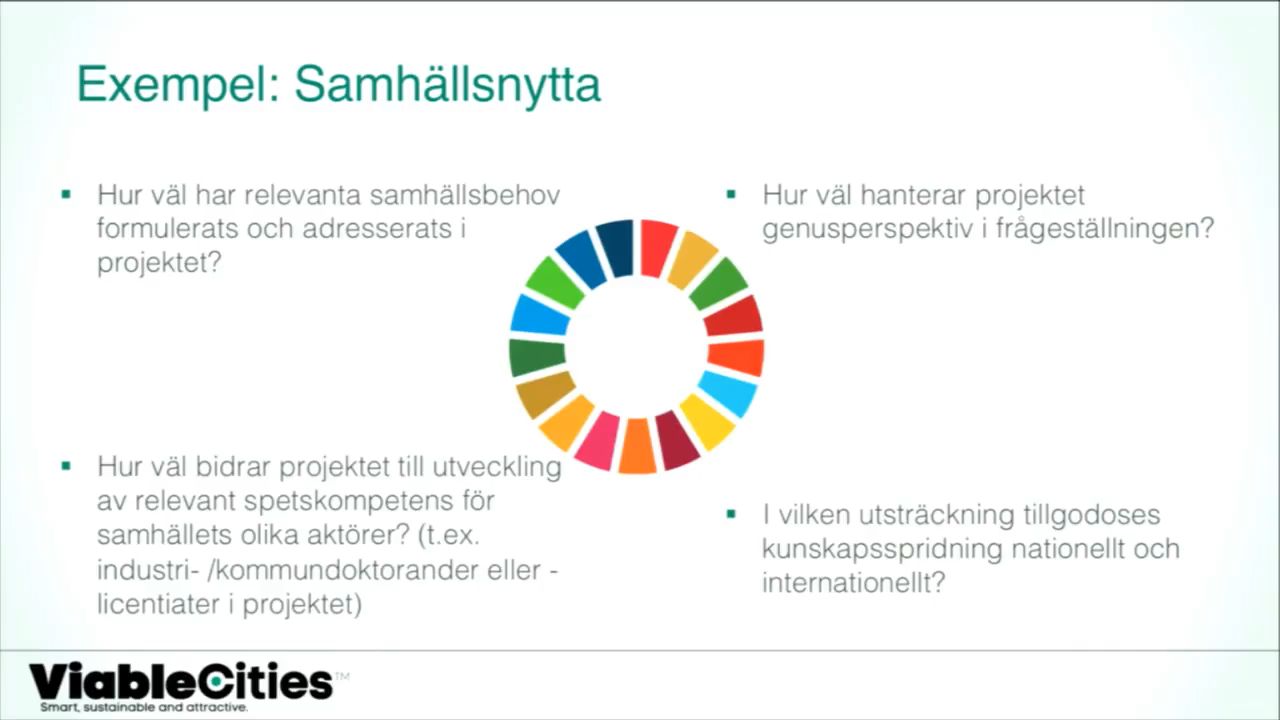 Exempel: Samhällsnytta
Hur väl har relevanta samhällsbehov
formulerats och adresserats i
projektet?
Hur väl hanterar projektet
genusperspektiv i frågeställningen?
Hur väl bidrar projektet till utveckling
av relevant spetskompetens för
samhällets olika aktörer? (t.ex.
industri- /kommundoktorander eller -
licentiater i projektet)
I vilken utsträckning tillgodoses
kunskapsspridning nationellt och
internationellt?
ViableCities™
Smart, sustainable and attractive.